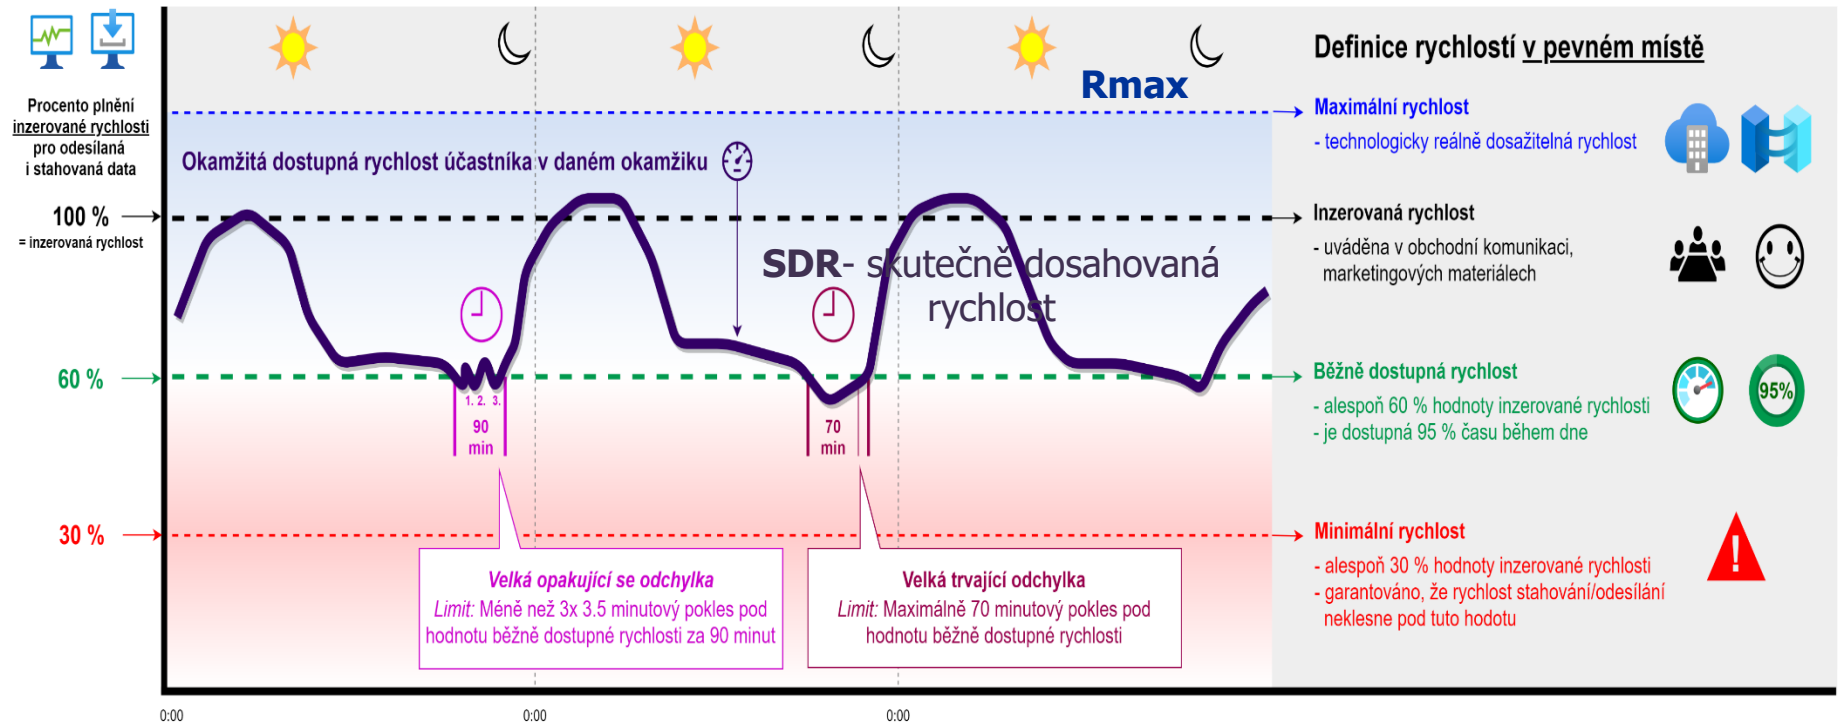 Procento plnění
inzerované rychlosti
pro odesílaná
i stahovaná data
100 %
= inzerovaná rychlost
60 %
30 %
Rmax
Okamžitá dostupná rychlost účastníka v daném okamžiku
SDR- skutečně dosahovaná
rychlost
1. 2. 3.
90
min
70
min
Velká opakující se odchylka
Limit: Méně než 3x 3.5 minutový pokles pod
hodnotu běžně dostupné rychlosti za 90 minut
Velká trvající odchylka
Limit: Maximálně 70 minutový pokles pod
hodnotu běžně dostupné rychlosti
0:00
0:00
0:00
Definice rychlostí v pevném místě
Maximální rychlost
- technologicky reálně dosažitelná rychlost
Inzerovaná rychlost
- uváděna v obchodní komunikaci,
marketingových materiálech
Běžně dostupná rychlost
- alespoň 60 % hodnoty inzerované rychlosti
- je dostupná 95 % času během dne
95%
Minimální rychlost
- alespoň 30 % hodnoty inzerované rychlosti
- garantováno, že rychlost stahování/odesílání
neklesne pod tuto hodotu
!